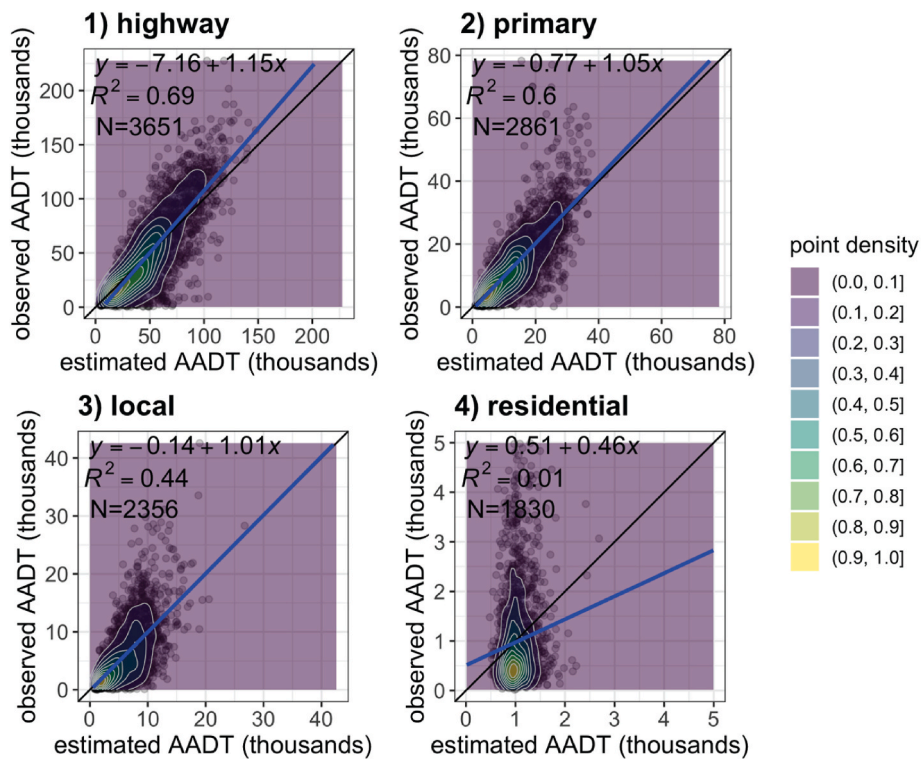 1) highway
y = −7.16 + 1.15x
R² = 0.69
N=3651
observed AADT (thousands)
200
150
100
50
0
0 50 100 150 200
estimated AADT (thousands)
2) primary
y = −0.77 + 1.05x
R² = 0.6
N=2861
observed AADT (thousands)
80
60
40
20
0
0 20 40 60 80
estimated AADT (thousands)
3) local
y = −0.14 + 1.01x
R² = 0.44
N=2356
observed AADT (thousands)
40
30
20
10
0
0 10 20 30 40
estimated AADT (thousands)
4) residential
y = 0.51 + 0.46x
R² = 0.01
N=1830
observed AADT (thousands)
5
4
3
2
1
0
0 1 2 3 4 5
estimated AADT (thousands)
point density
(0.0, 0.1]
(0.1, 0.2]
(0.2, 0.3]
(0.3, 0.4]
(0.4, 0.5]
(0.5, 0.6]
(0.6, 0.7]
(0.7, 0.8]
(0.8, 0.9]
(0.9, 1.0]